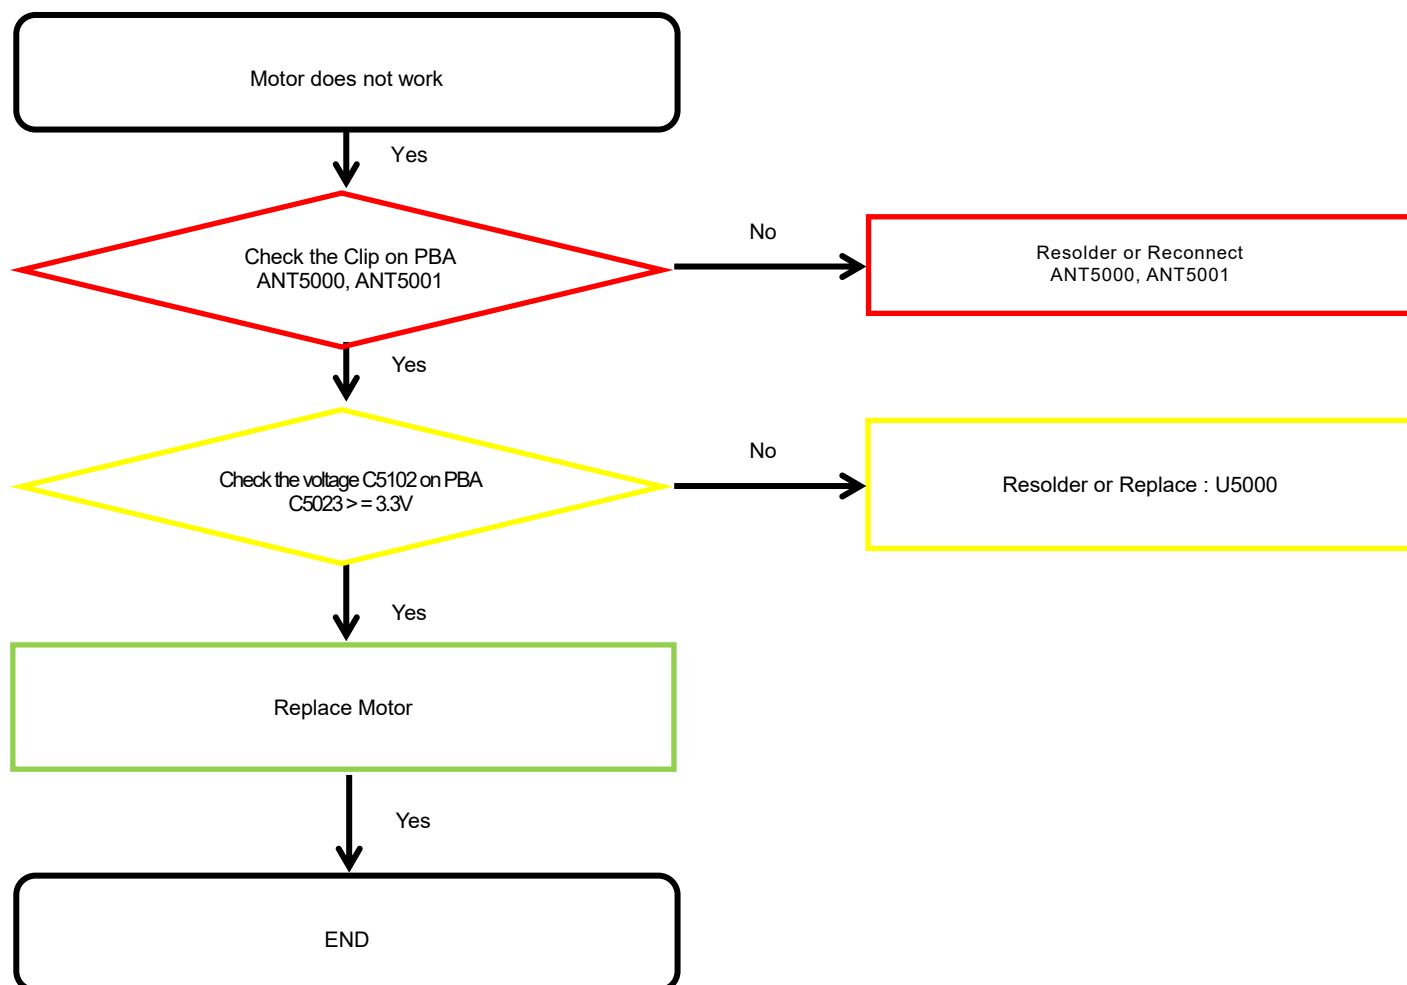 Motor does not work
Yes
Check the Clip on PBA
ANT5000, ANT5001
No
Resolder or Reconnect
ANT5000, ANT5001
Yes
Check the voltage C5102 on PBA
C5023 > = 3.3V
No
Resolder or Replace : U5000
Yes
Replace Motor
Yes
END